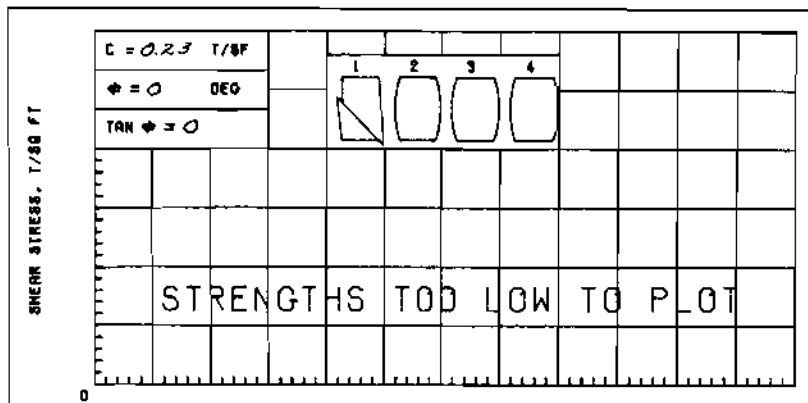 C = 0.23 T/SF
Φ = 0 DEG
TAN Φ = 0
1 2 3 4
SHEAR STRESS, T/SQ FT
STRENGTHS TOO LOW TO PLOT
0